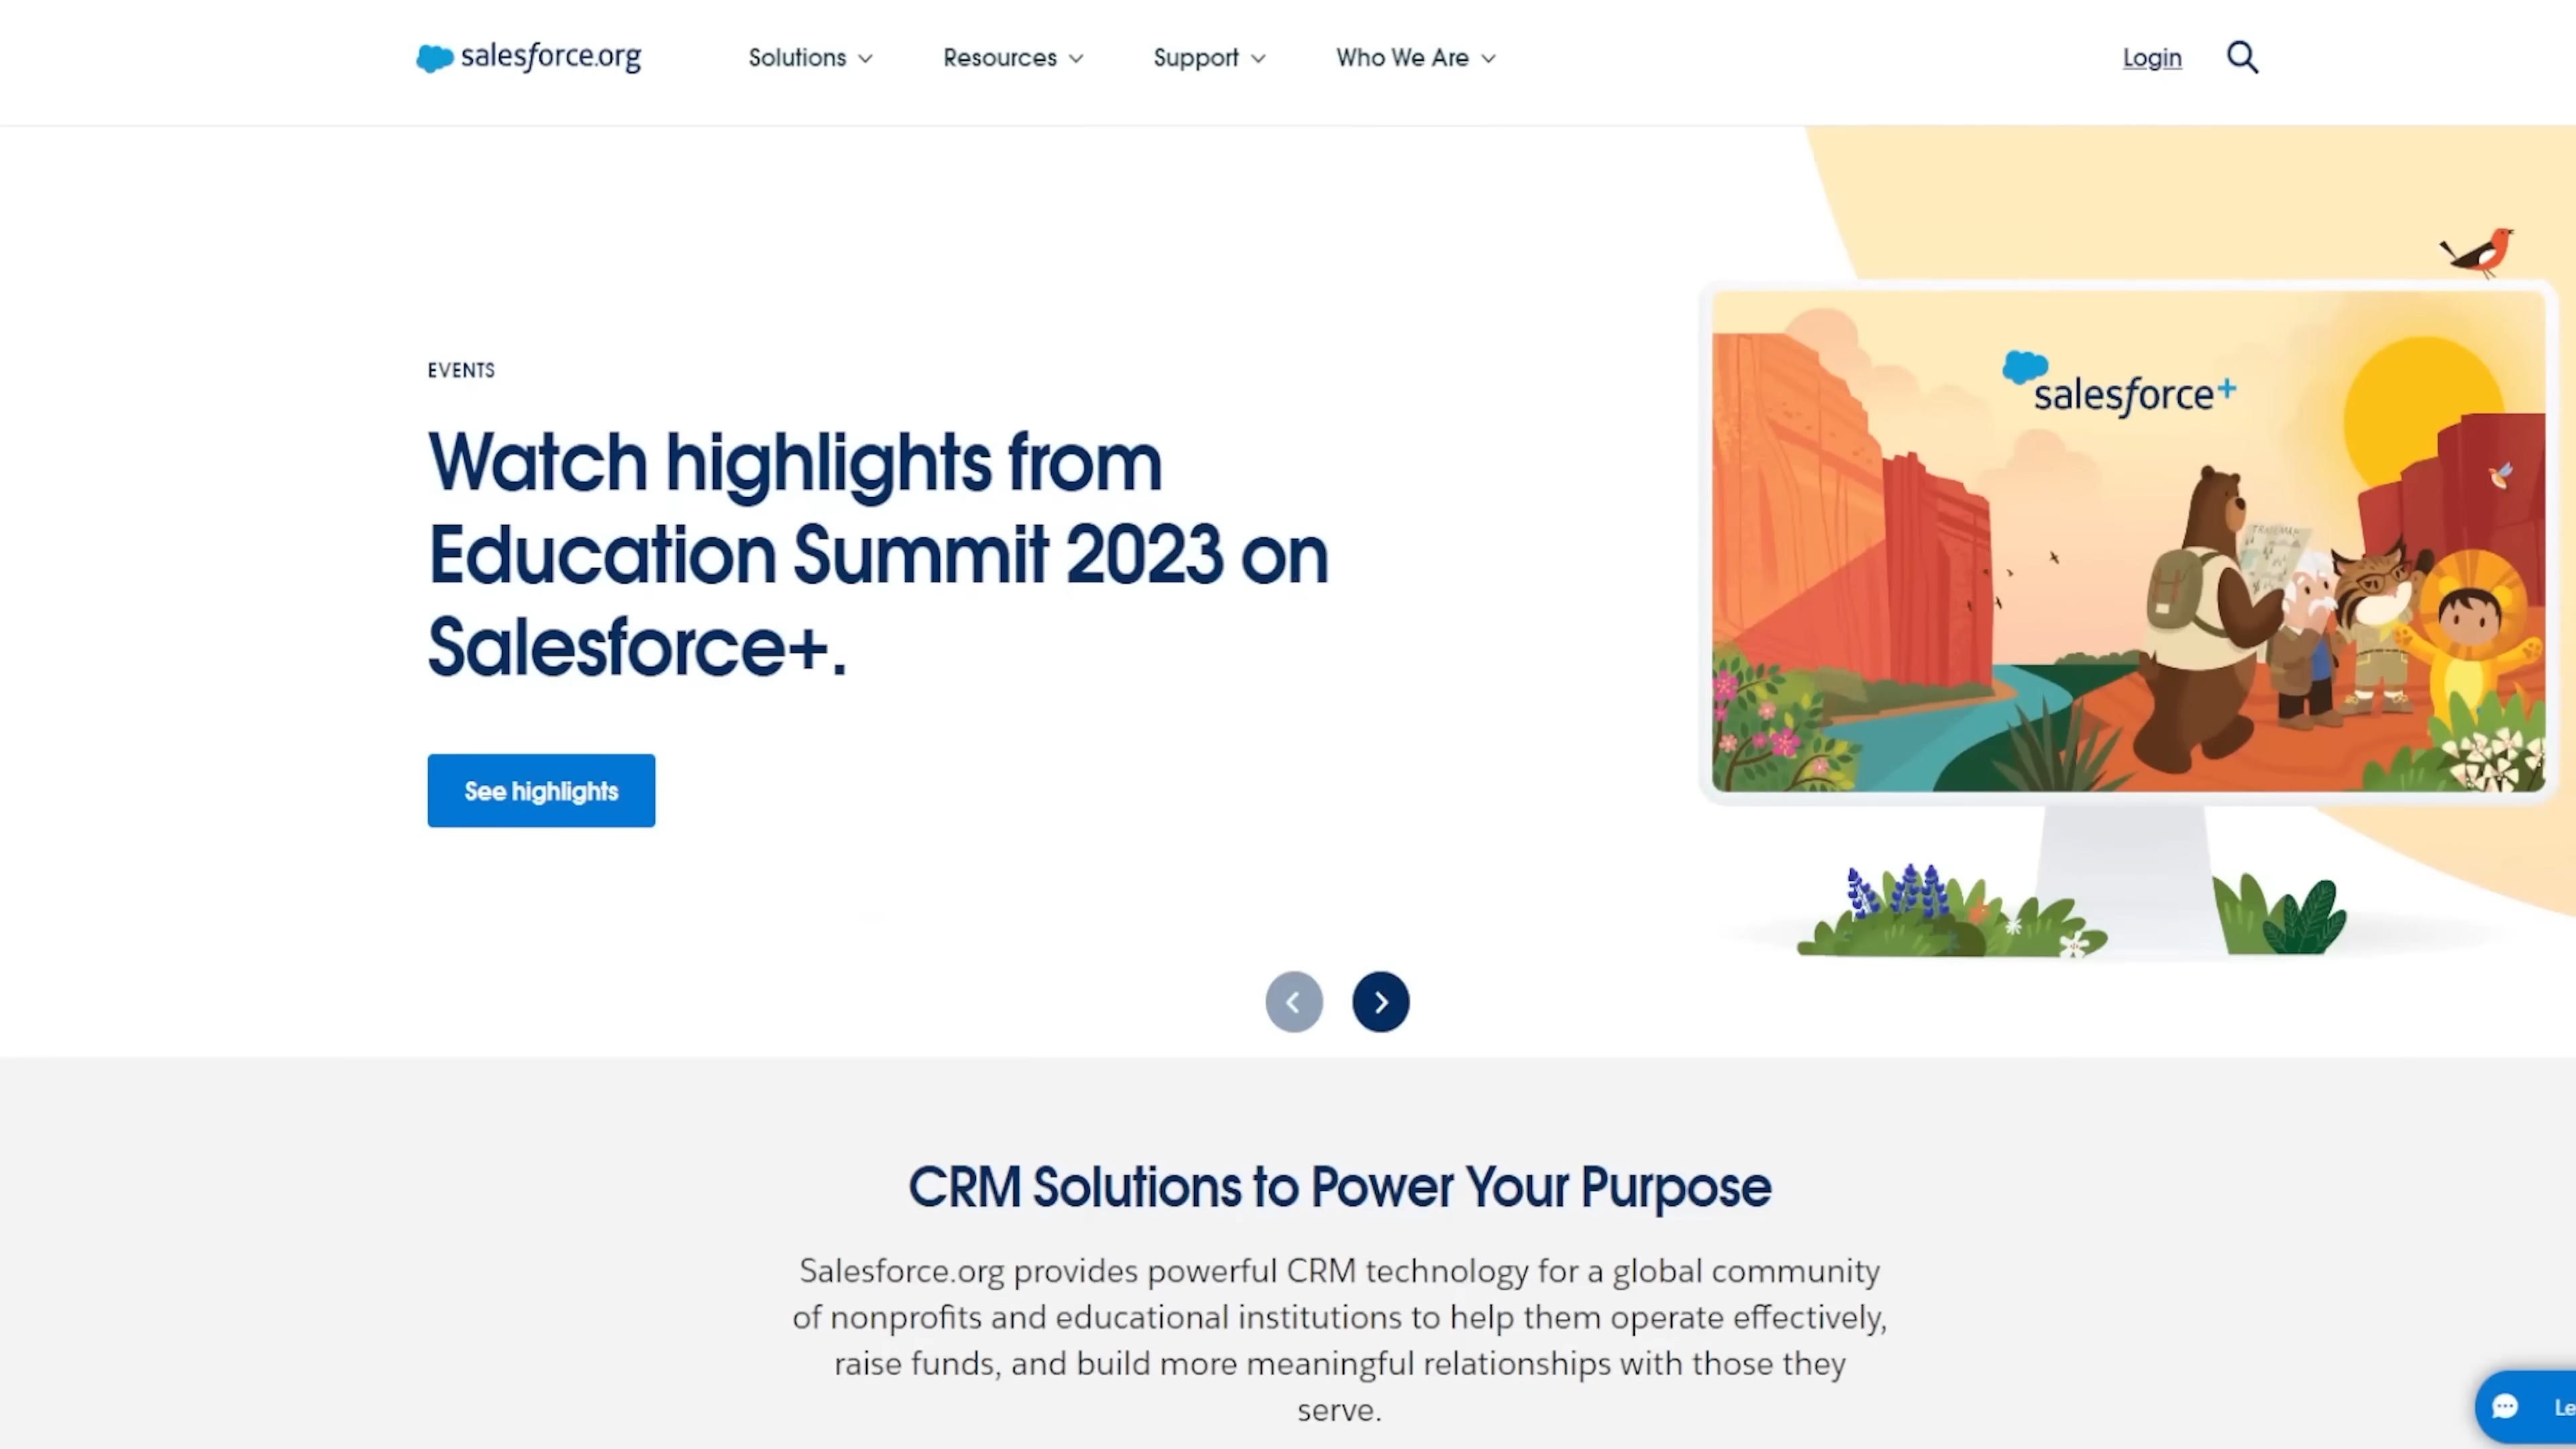 salesforce.org
Solutions
Resources
Support
Who We Are
Login
EVENTS
Watch highlights from
Education Summit 2023 on
Salesforce+.
See highlights
salesforce+
CRM Solutions to Power Your Purpose
Salesforce.org provides powerful CRM technology for a global community
of nonprofits and educational institutions to help them operate effectively,
raise funds, and build more meaningful relationships with those they
serve.